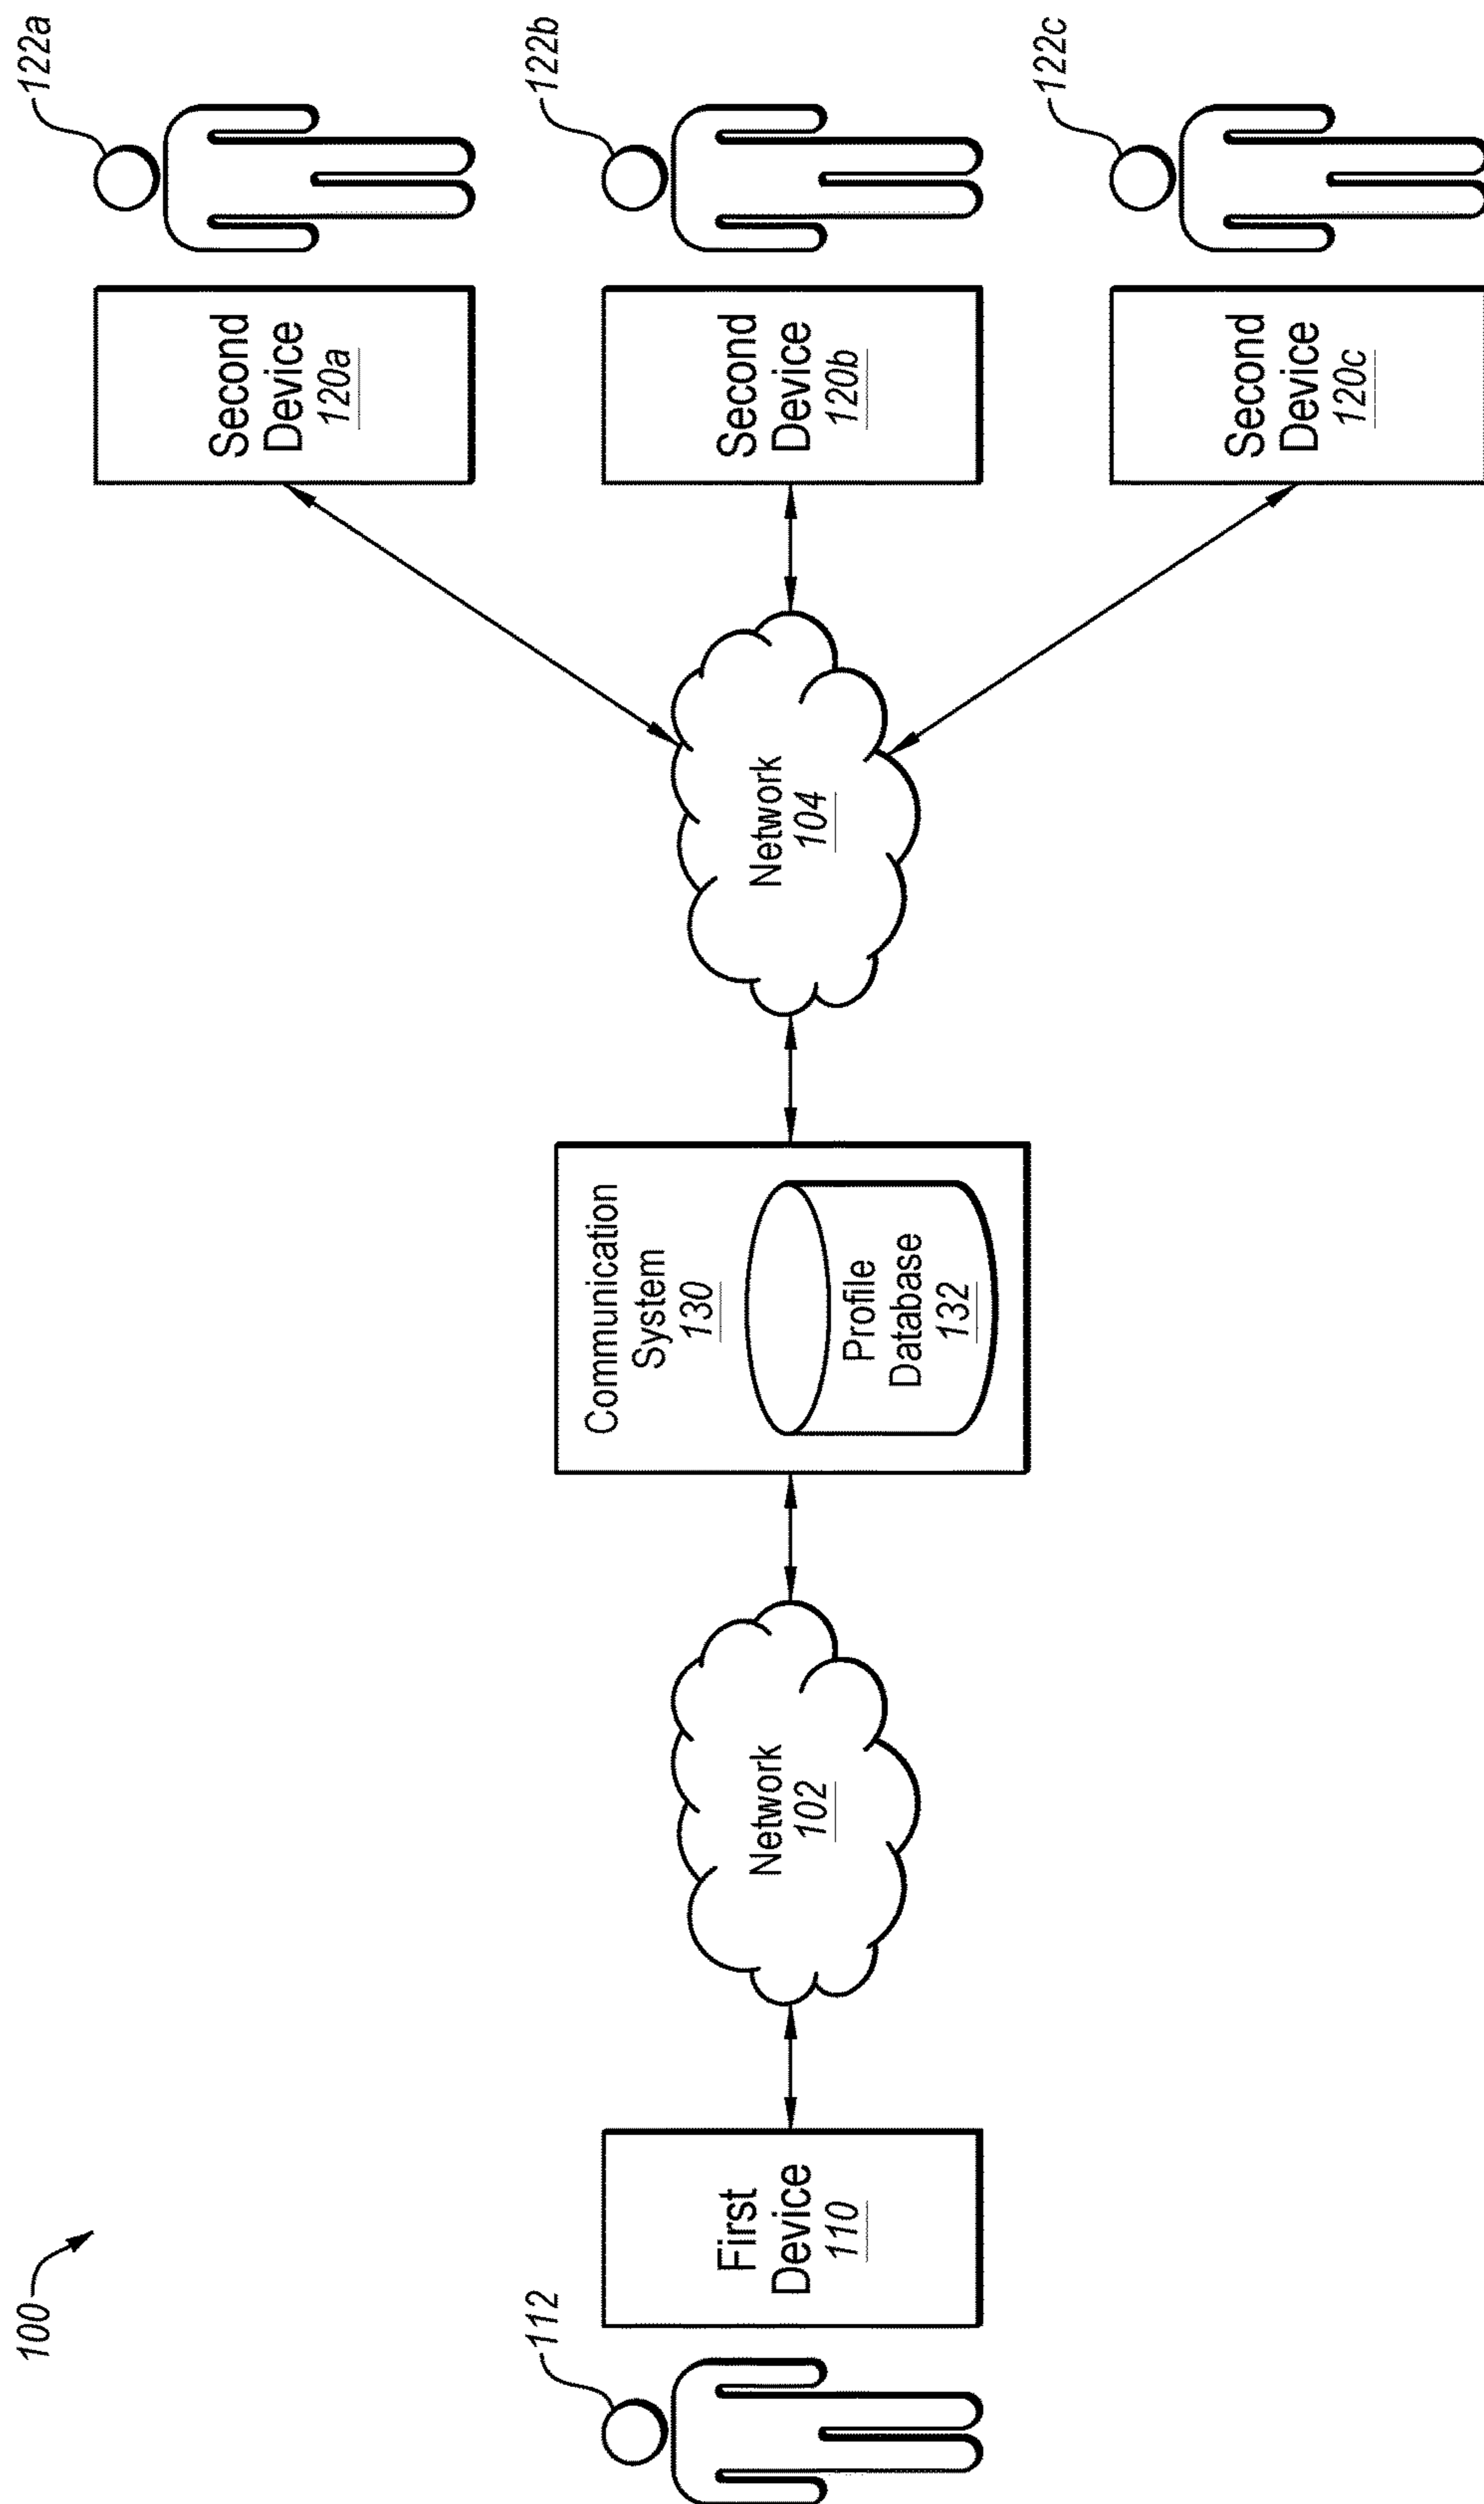 100
112
First
Device
110
Network
102
Communication
System
130
Profile
Database
132
Network
104
Second
Device
120a
122a
Second
Device
120b
122b
Second
Device
120c
122c